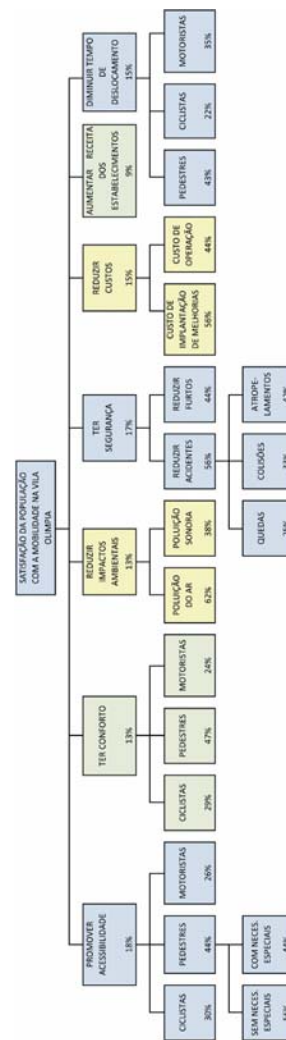 SATISFAÇÃO DA POPULAÇÃO
COM A MOBILIDADE NA VILA
OLIMPIA
PROMOVER
ACESSIBILIDADE
18%
TER CONFORTO
13%
REDUZIR
IMPACTOS
AMBIENTAIS
13%
TER
SEGURANÇA
17%
REDUZIR
CUSTOS
15%
AUMENTAR RECEITA
DOS
ESTABELECIMENTOS
9%
DIMINUIR TEMPO
DE
DESLOCAMENTO
15%
CICLISTAS
30%
PEDESTRES
44%
MOTORISTAS
26%
CICLISTAS
29%
PEDESTRES
47%
MOTORISTAS
24%
POLUIÇÃO
DO AR
62%
POLUIÇÃO
SONORA
38%
REDUZIR
ACIDENTES
56%
REDUZIR
FURTOS
44%
CUSTO DE
IMPLANTAÇÃO
DE MELHORIAS
56%
CUSTO DE
OPERAÇÃO
44%
PEDESTRES
43%
CICLISTAS
22%
MOTORISTAS
35%
SEM NECES.
ESPECIAIS
COM NECES.
ESPECIAIS
QUEDAS
COLISÕES
ATROPE-
LAMENTOS